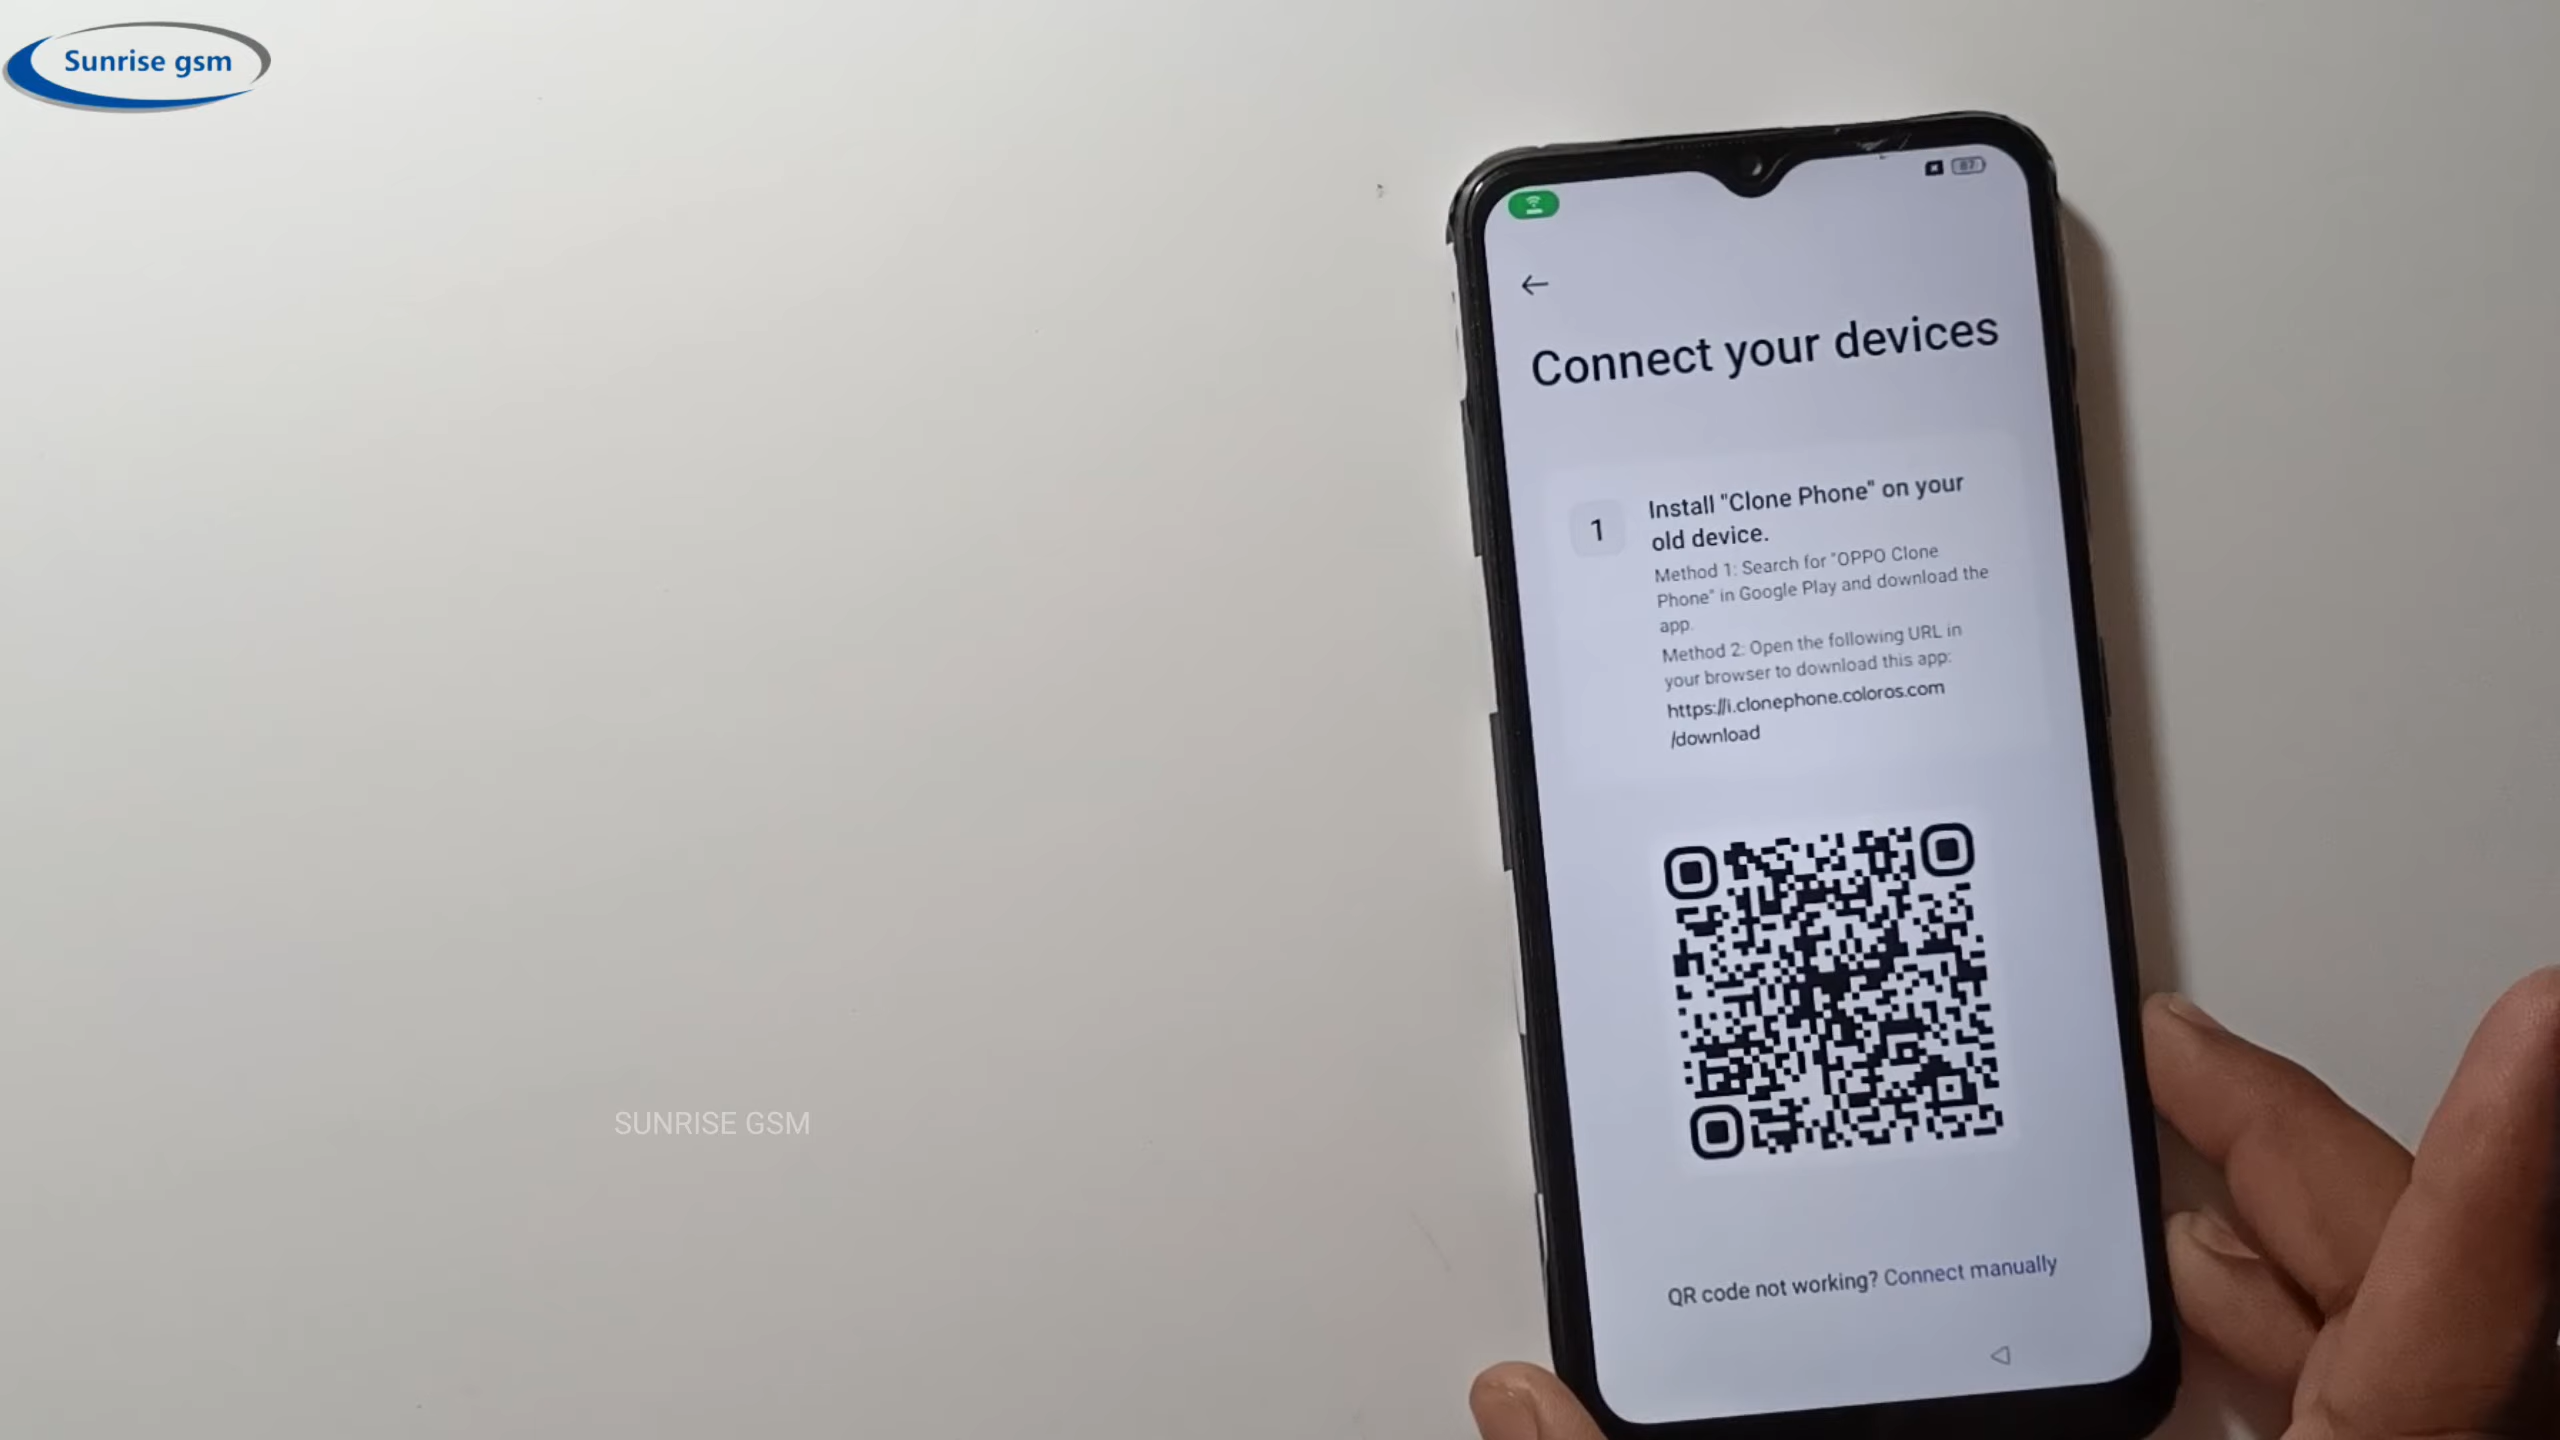 Sunrise gsm
87
Connect your devices
1
Install "Clone Phone" on your
old device.
Method 1: Search for "OPPO Clone
Phone" in Google Play and download the
app.
Method 2: Open the following URL in
your browser to download this app:
https://i.clonephone.coloros.com
/download
SUNRISE GSM
QR code not working? Connect manually